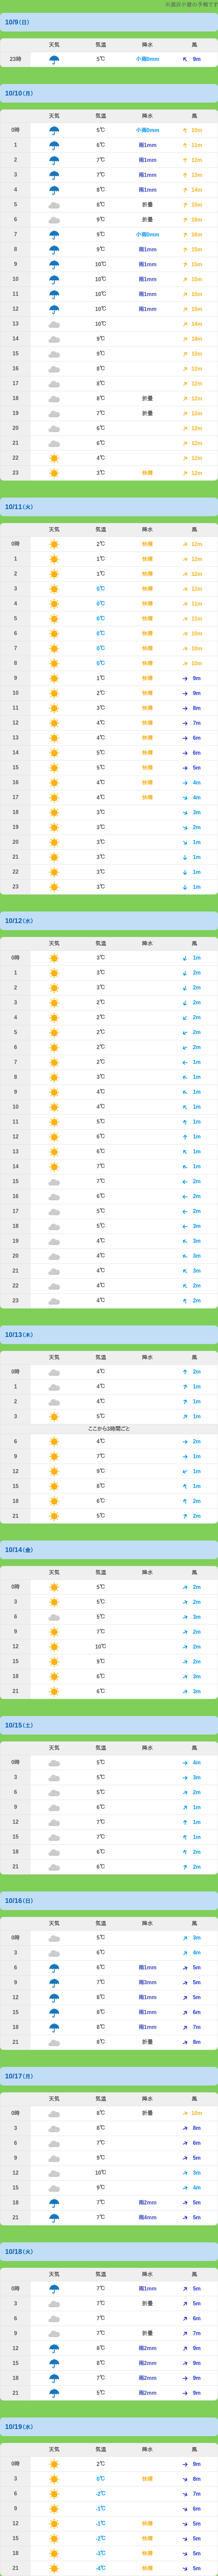 ※風荻小屋の予報です
10/9(日)
天気 気温 降水 風
23時 5℃ 小雨0mm 9m
10/10(月)
天気 気温 降水 風
0時 5℃ 小雨0mm 10m
1 6℃ 雨1mm 11m
2 7℃ 雨1mm 12m
3 7℃ 雨1mm 13m
4 8℃ 雨1mm 14m
5 8℃ 折曇 15m
6 9℃ 折曇 16m
7 9℃ 小雨0mm 16m
8 9℃ 雨1mm 15m
9 10℃ 雨1mm 15m
10 10℃ 雨1mm 15m
11 10℃ 雨1mm 15m
12 10℃ 雨1mm 15m
13 10℃ 14m
14 9℃ 14m
15 9℃ 13m
16 8℃ 12m
17 8℃ 12m
18 8℃ 折曇 12m
19 7℃ 折曇 12m
20 6℃ 12m
21 6℃ 12m
22 4℃ 12m
23 3℃ 快晴 12m
10/11(火)
天気 気温 降水 風
0時 2℃ 快晴 12m
1 1℃ 快晴 12m
2 1℃ 快晴 12m
3 0℃ 快晴 12m
4 0℃ 快晴 11m
5 0℃ 快晴 11m
6 0℃ 快晴 10m
7 0℃ 快晴 10m
8 0℃ 快晴 10m
9 1℃ 快晴 9m
10 2℃ 快晴 9m
11 3℃ 快晴 8m
12 4℃ 快晴 7m
13 4℃ 快晴 6m
14 5℃ 快晴 6m
15 5℃ 快晴 5m
16 4℃ 快晴 4m
17 4℃ 快晴 4m
18 3℃ 3m
19 3℃ 2m
20 3℃ 1m
21 3℃ 1m
22 3℃ 1m
23 3℃ 1m
10/12(水)
天気 気温 降水 風
0時 3℃ 1m
1 3℃ 2m
2 3℃ 2m
3 2℃ 2m
4 2℃ 2m
5 2℃ 2m
6 2℃ 2m
7 2℃ 1m
8 3℃ 1m
9 4℃ 1m
10 4℃ 1m
11 5℃ 1m
12 6℃ 1m
13 6℃ 1m
14 7℃ 1m
15 7℃ 2m
16 6℃ 2m
17 5℃ 2m
18 5℃ 3m
19 4℃ 3m
20 4℃ 3m
21 4℃ 3m
22 4℃ 2m
23 4℃ 2m
10/13(木)
天気 気温 降水 風
0時 4℃ 2m
1 4℃ 1m
2 4℃ 1m
3 5℃ 1m
ここから3時間ごと
6 4℃ 2m
9 7℃ 1m
12 9℃ 1m
15 8℃ 1m
18 6℃ 2m
21 5℃ 2m
10/14(金)
天気 気温 降水 風
0時 5℃ 2m
3 5℃ 2m
6 5℃ 3m
9 7℃ 2m
12 10℃ 2m
15 9℃ 2m
18 6℃ 3m
21 6℃ 3m
10/15(土)
天気 気温 降水 風
0時 5℃ 4m
3 5℃ 3m
6 5℃ 2m
9 6℃ 1m
12 7℃ 1m
15 7℃ 1m
18 6℃ 2m
21 6℃ 2m
10/16(日)
天気 気温 降水 風
0時 5℃ 3m
3 6℃ 4m
6 6℃ 雨1mm 5m
9 7℃ 雨3mm 5m
12 8℃ 雨1mm 5m
15 8℃ 雨1mm 6m
18 8℃ 雨1mm 7m
21 8℃ 折曇 8m
10/17(月)
天気 気温 降水 風
0時 8℃ 折曇 10m
3 8℃ 8m
6 7℃ 6m
9 9℃ 5m
12 10℃ 3m
15 9℃ 4m
18 7℃ 雨2mm 5m
21 7℃ 雨4mm 5m
10/18(火)
天気 気温 降水 風
0時 7℃ 雨1mm 5m
3 7℃ 折曇 5m
6 7℃ 6m
9 7℃ 折曇 7m
12 8℃ 雨2mm 9m
15 8℃ 雨2mm 9m
18 7℃ 雨2mm 9m
21 5℃ 雨2mm 9m
10/19(水)
天気 気温 降水 風
0時 2℃ 9m
3 0℃ 快晴 8m
6 -2℃ 7m
9 -1℃ 6m
12 -1℃ 快晴 5m
15 -2℃ 快晴 5m
18 -3℃ 快晴 5m
21 -4℃ 快晴 5m